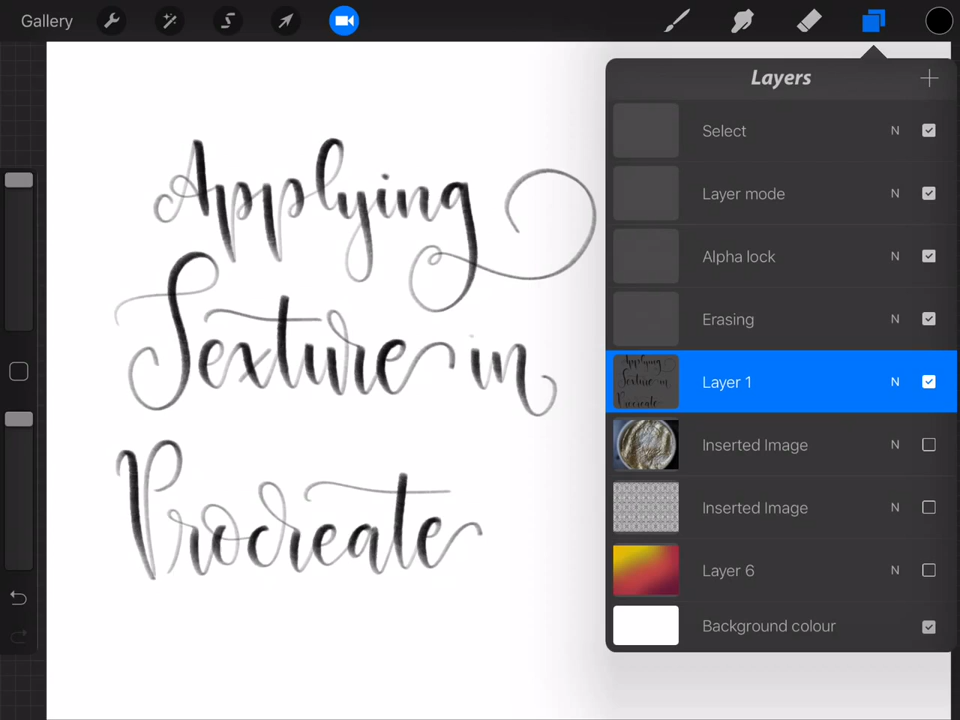 Gallery
Layers
Applying
Texture in
Procreate
Select N
Layer mode N
Alpha lock N
Erasing N
Layer 1 N
Inserted Image N
Inserted Image N
Layer 6 N
Background colour